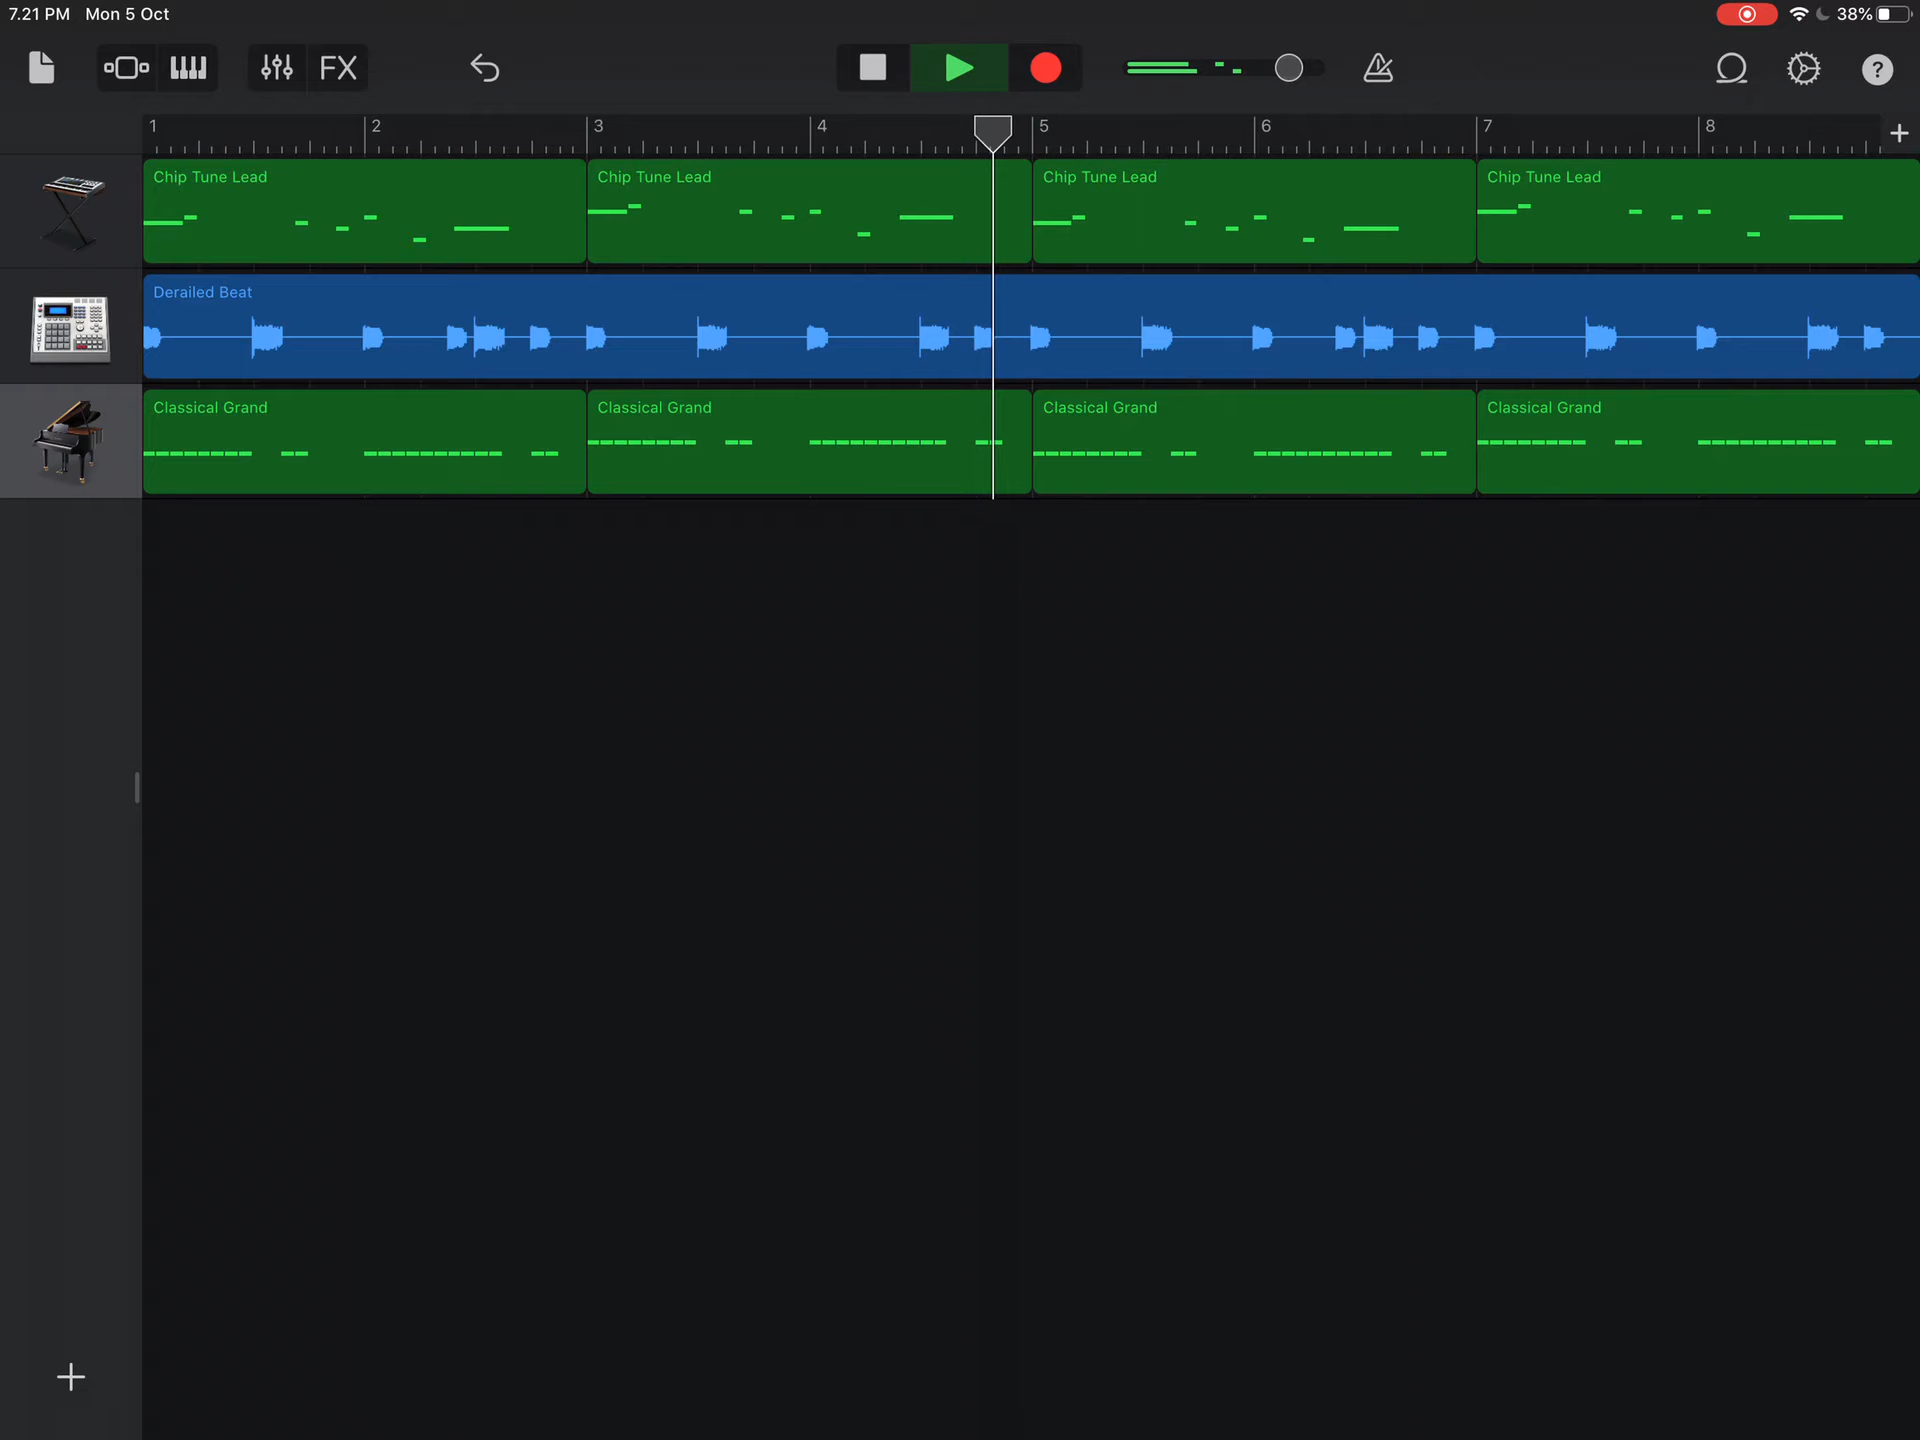 7.21 PM Mon 5 Oct 38%
FX ?
1 2 3 4 5 6 7 8
Chip Tune Lead Chip Tune Lead Chip Tune Lead Chip Tune Lead
Derailed Beat
Classical Grand Classical Grand Classical Grand Classical Grand